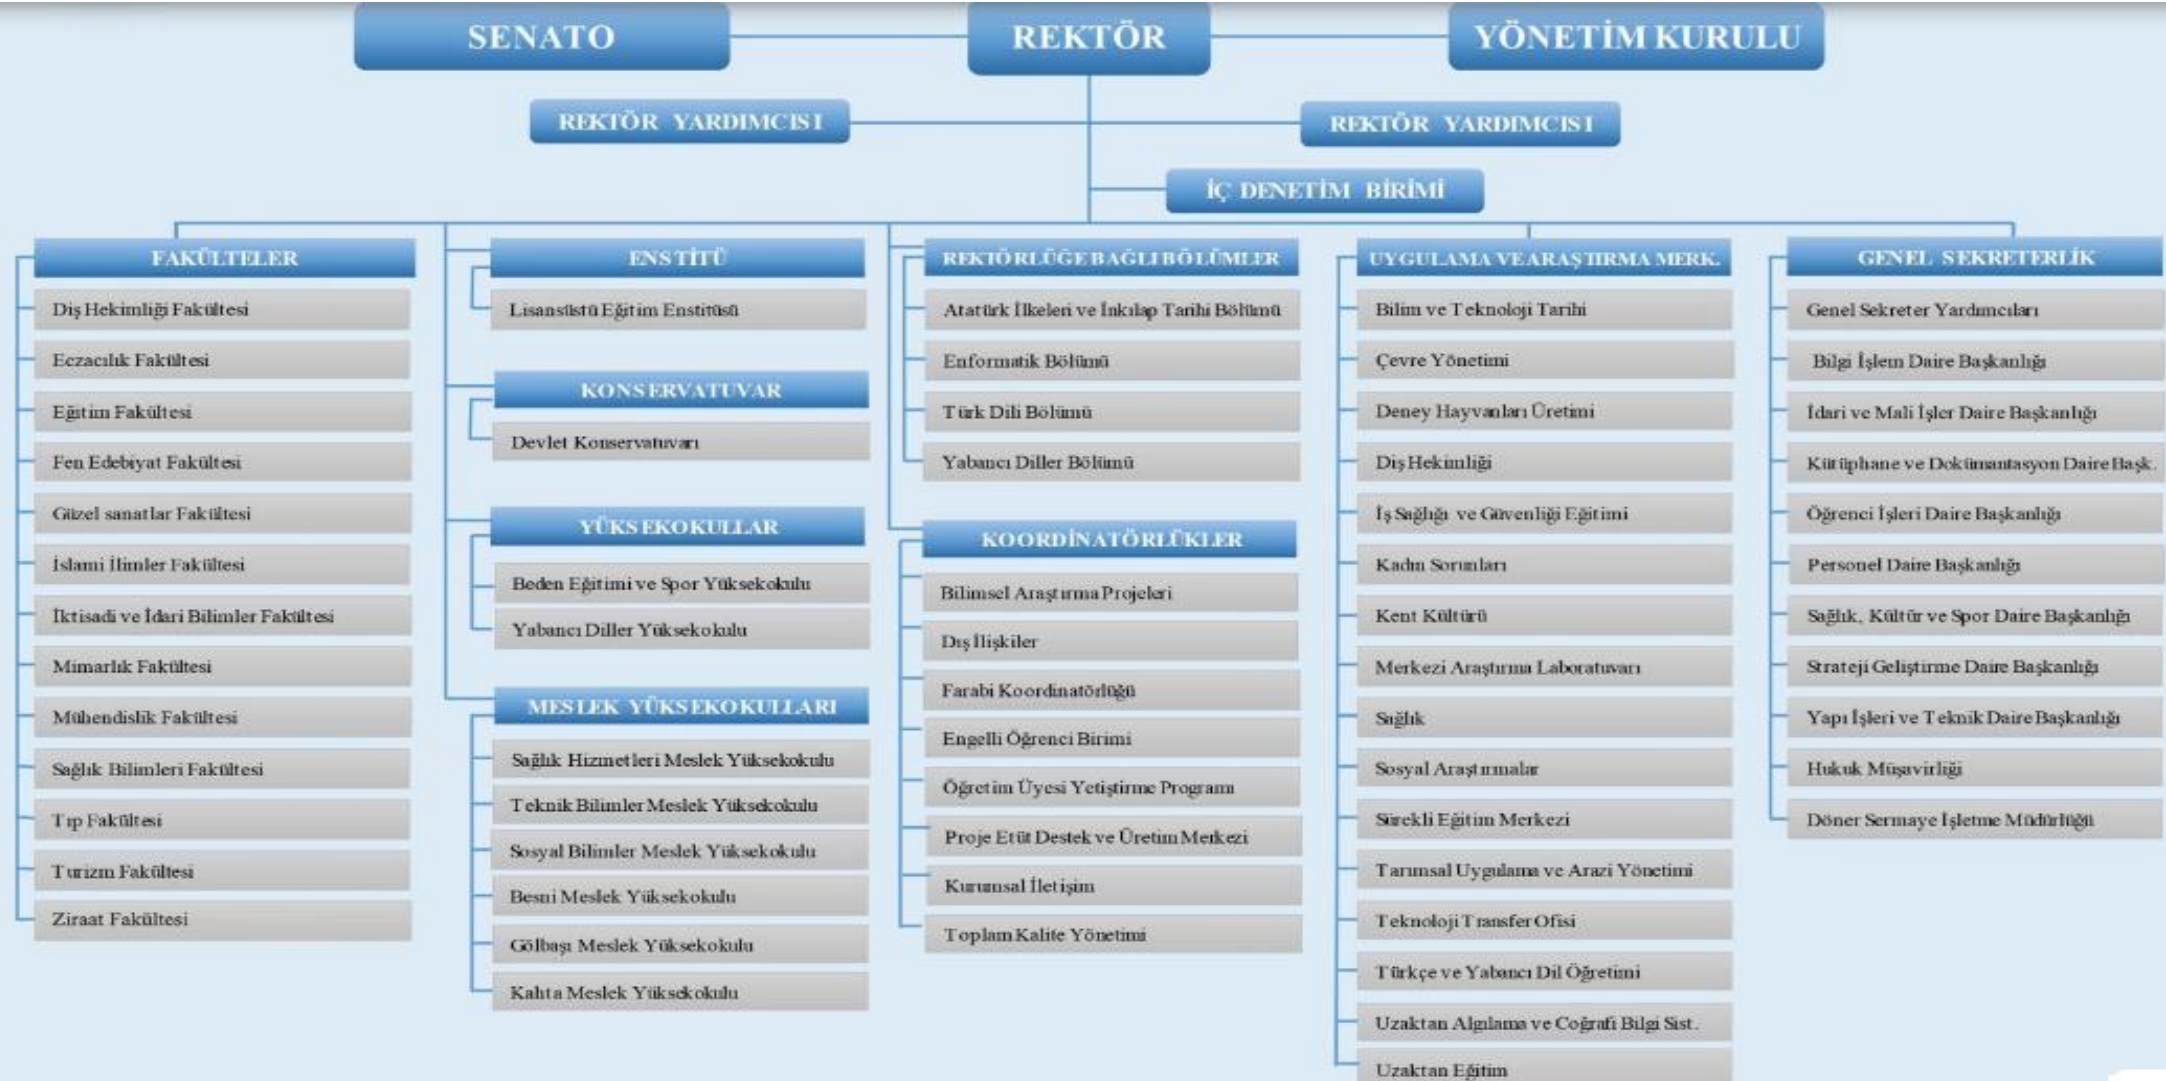 SENATO
REKTÖR
YÖNETİM KURULU
REKTÖR YARDIMCISI
REKTÖR YARDIMCISI
İÇ DENETİM BİRİMİ
FAKÜLTELER
Diş Hekimliği Fakültesi
Eczacılık Fakültesi
Eğitim Fakültesi
Fen Edebiyat Fakültesi
Güzel sanatlar Fakültesi
İslami İlimler Fakültesi
İktisadi ve İdari Bilimler Fakültesi
Mimarlık Fakültesi
Mühendislik Fakültesi
Sağlık Bilimleri Fakültesi
Tıp Fakültesi
Turizm Fakültesi
Ziraat Fakültesi
ENSTİTÜ
Lisansüstü Eğitim Enstitüsü
KONSERVATUVAR
Devlet Konservatuvarı
YÜKSEKOKULLAR
Beden Eğitimi ve Spor Yüksekokulu
Yabancı Diller Yüksekokulu
MESLEK YÜKSEKOKULLARI
Sağlık Hizmetleri Meslek Yüksekokulu
Teknik Bilimler Meslek Yüksekokulu
Sosyal Bilimler Meslek Yüksekokulu
Besni Meslek Yüksekokulu
Gölbaşı Meslek Yüksekokulu
Kahta Meslek Yüksekokulu
REKTÖRLÜĞE BAĞLI BÖLÜMLER
Atatürk İlkeleri ve İnkılap Tarihi Bölümü
Enformatik Bölümü
Türk Dili Bölümü
Yabancı Diller Bölümü
KOORDİNATÖRLÜKLER
Bilimsel Araştırma Projeleri
Dış İlişkiler
Farabi Koordinatörlüğü
Engelli Öğrenci Birimi
Öğretim Üyesi Yetiştirme Programı
Proje Etüt Destek ve Üretim Merkezi
Kurumsal İletişim
Toplam Kalite Yönetimi
UYGULAMA VE ARAŞTIRMA MERK.
Bilim ve Teknoloji Tarihi
Çevre Yönetimi
Deney Hayvanları Üretimi
Diş Hekimliği
İş Sağlığı ve Güvenliği Eğitimi
Kadın Sorunları
Kent Kültürü
Merkezi Araştırma Laboratuvarı
Sağlık
Sosyal Araştırmalar
Sürekli Eğitim Merkezi
Tarımsal Uygulama ve Arazi Yönetimi
Teknoloji Transfer Ofisi
Türkçe ve Yabancı Dil Öğretimi
Uzaktan Algılama ve Coğrafi Bilgi Sist.
Uzaktan Eğitim
GENEL SEKRETERLİK
Genel Sekreter Yardımcıları
Bilgi İşlem Daire Başkanlığı
İdari ve Mali İşler Daire Başkanlığı
Kütüphane ve Dokümantasyon Daire Başk.
Öğrenci İşleri Daire Başkanlığı
Personel Daire Başkanlığı
Sağlık, Kültür ve Spor Daire Başkanlığı
Strateji Geliştirme Daire Başkanlığı
Yapı İşleri ve Teknik Daire Başkanlığı
Hukuk Müşavirliği
Döner Sermaye İşletme Müdürlüğü